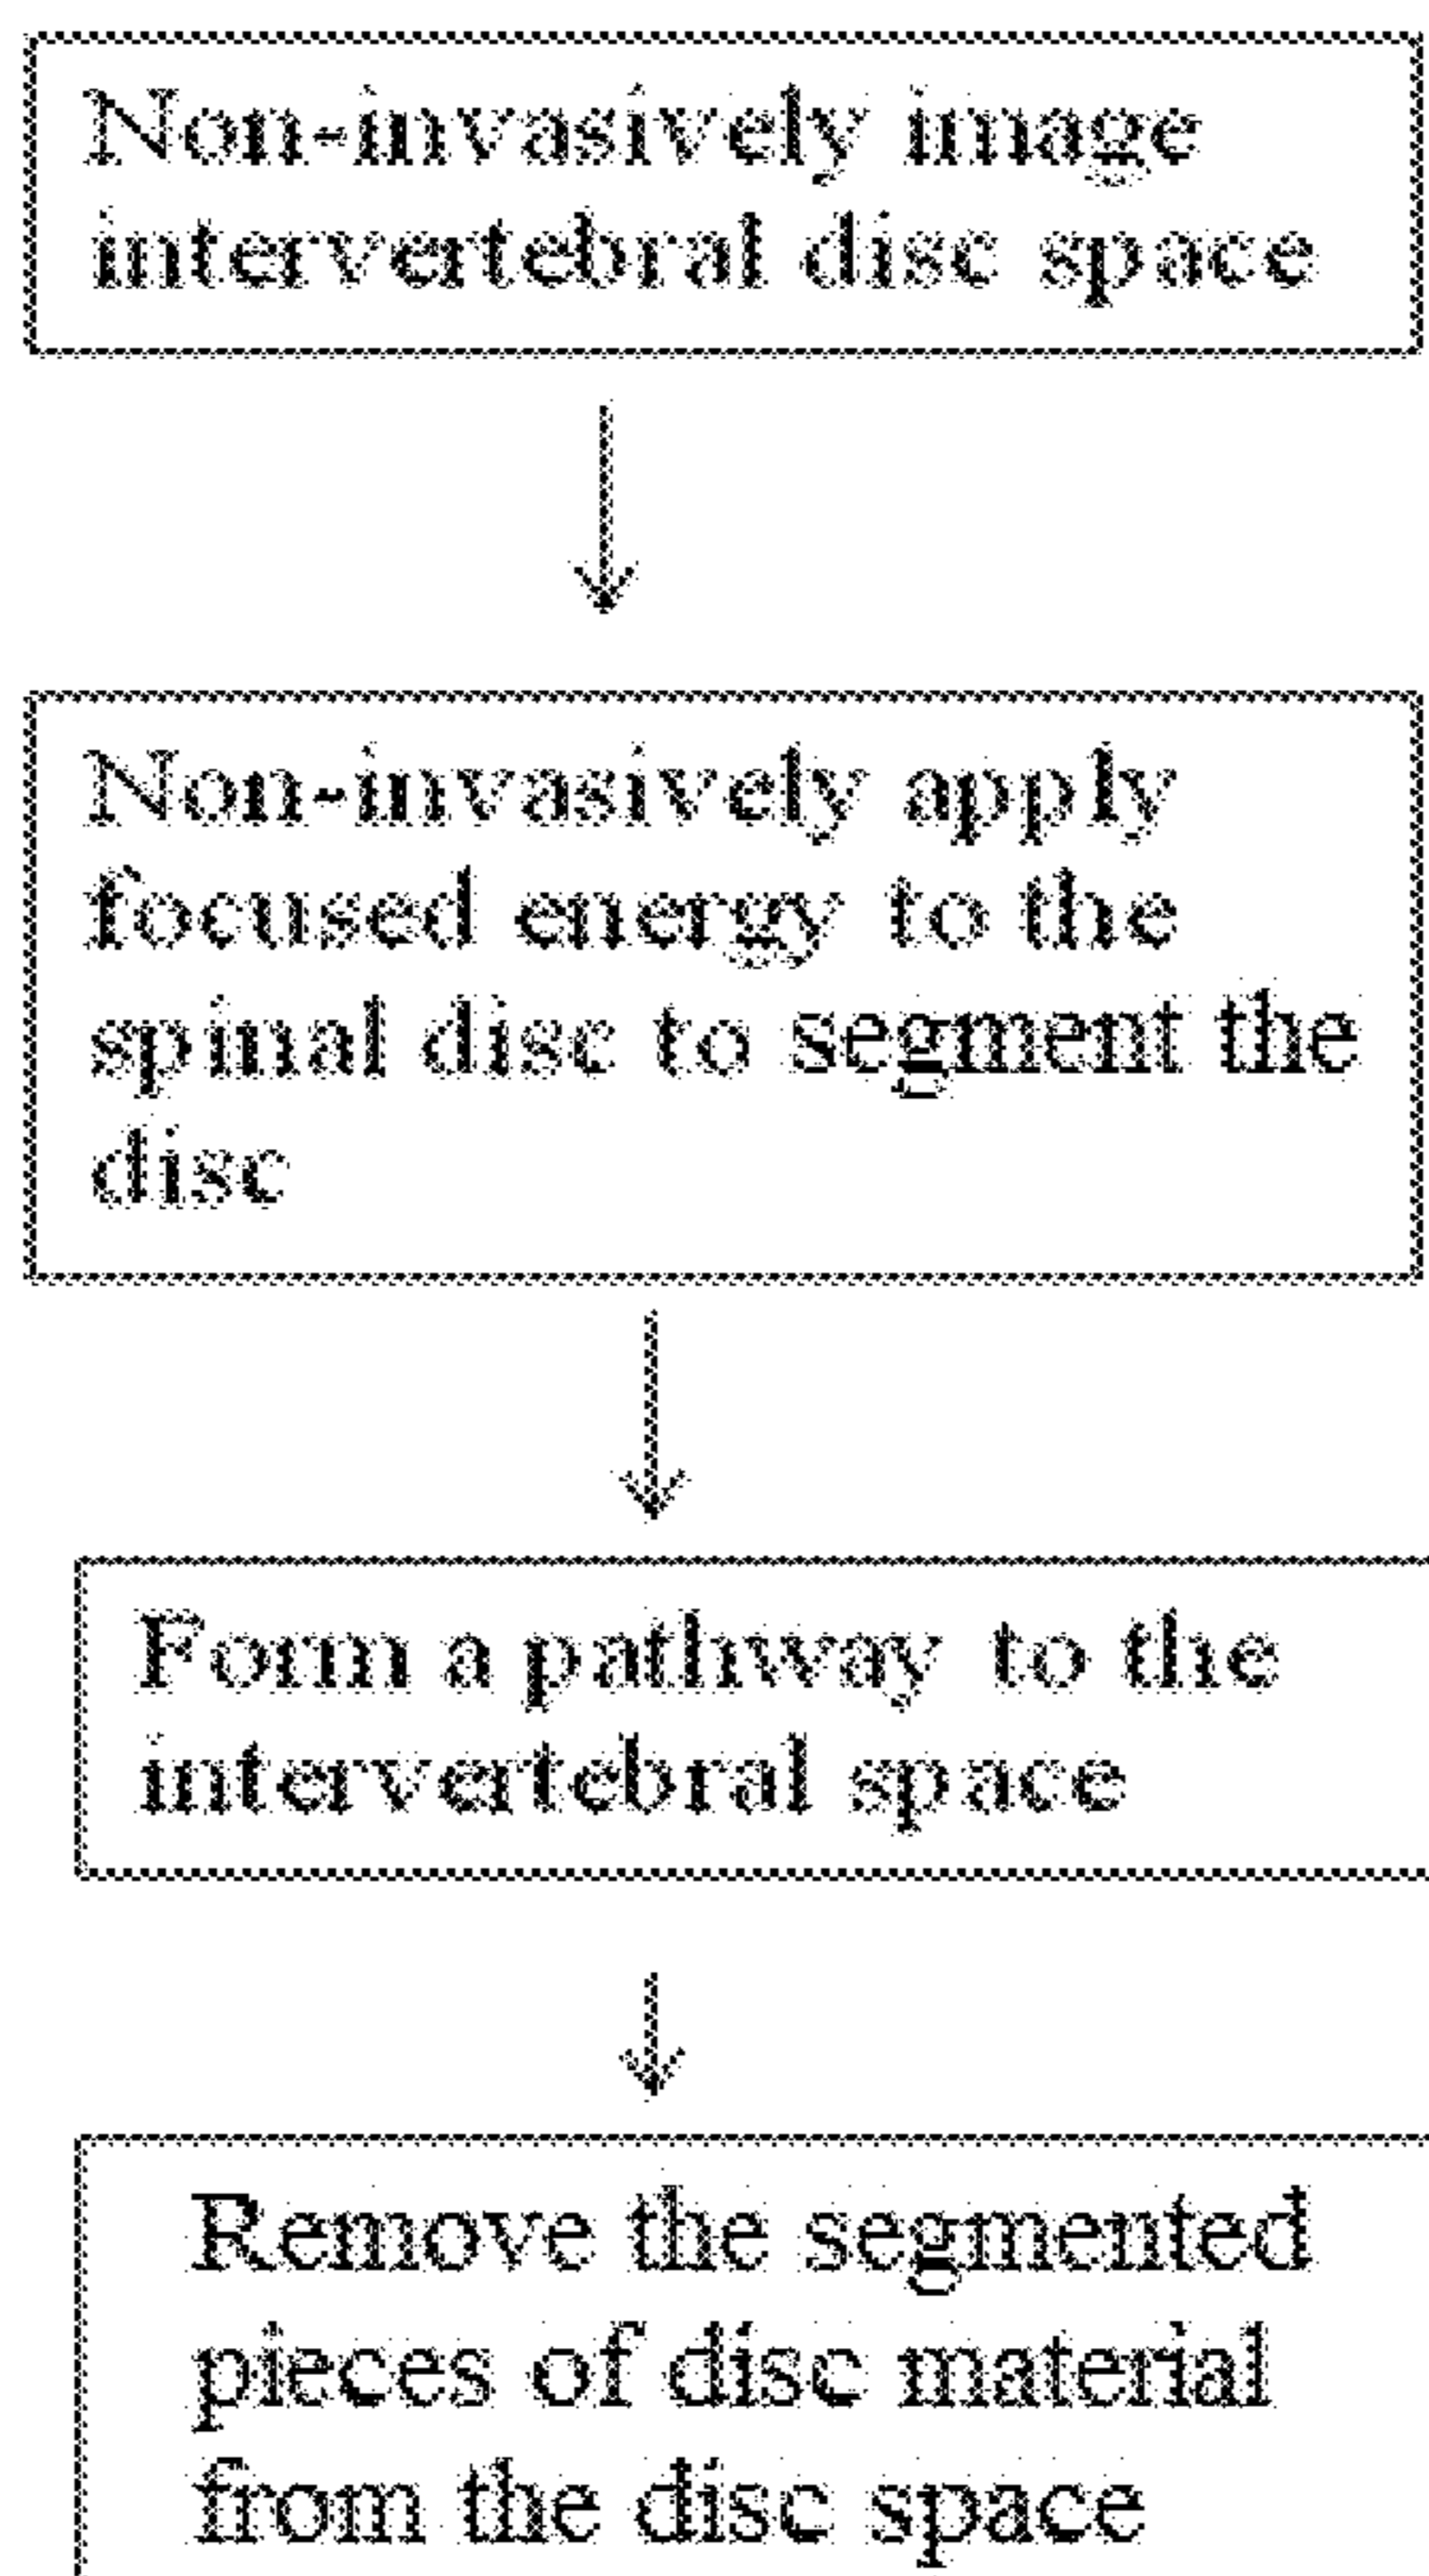 Non-invasively image
intervertebral disc space
Non-invasively apply
focused energy to the
spinal disc to segment the
disc
Form a pathway to the
intervertebral space
Remove the segmented
pieces of disc material
from the disc space